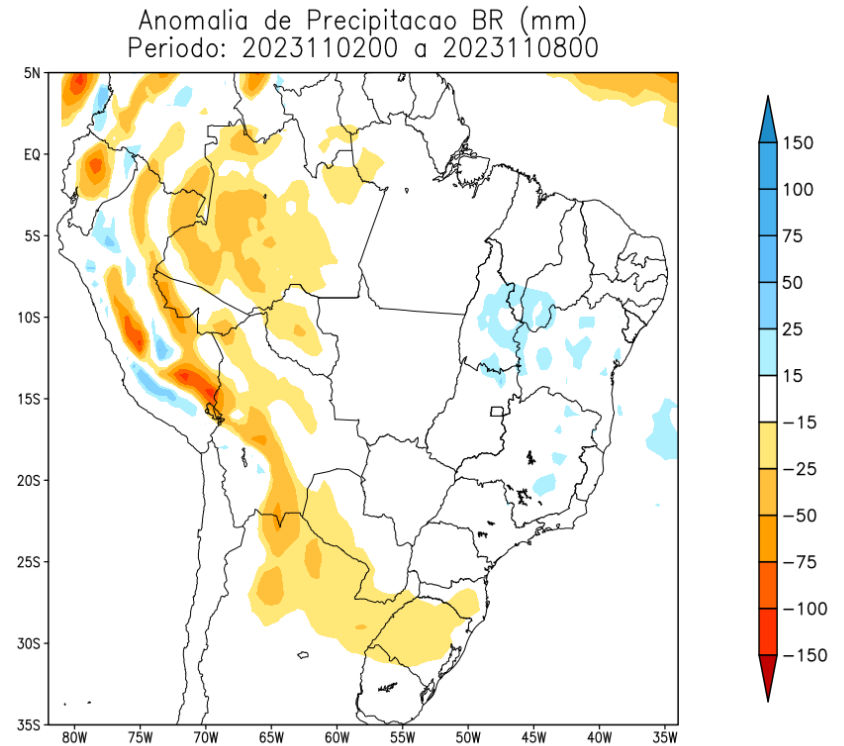 Anomalia de Precipitacao BR (mm)
Periodo: 2023110200 a 2023110800
5N
EQ
5S
10S
15S
20S
25S
30S
35S
80W 75W 70W 65W 60W 55W 50W 45W 40W 35W
150
100
75
50
25
15
−15
−25
−50
−75
−100
−150